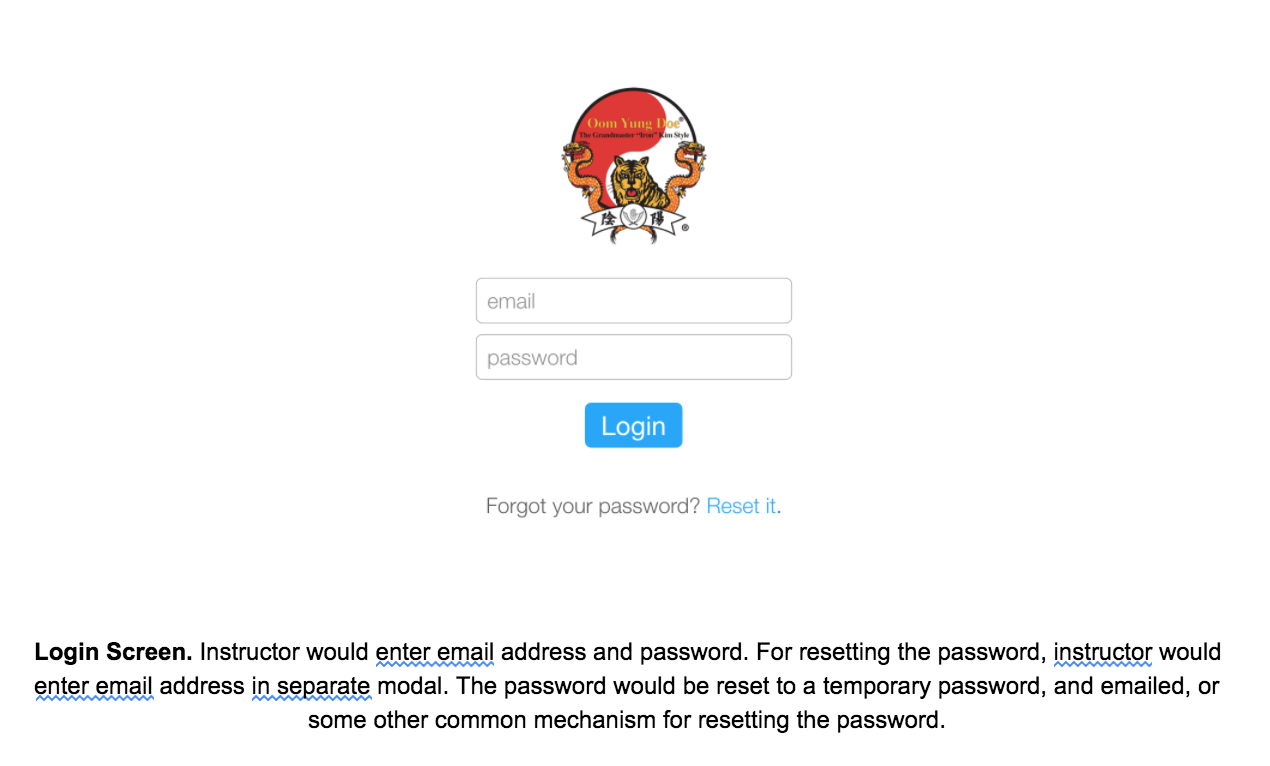 Oom Yung Doe®
The Grandmaster "Iron" Kim Style
陰 陽
®
email
password
Login
Forgot your password? Reset it.
Login Screen. Instructor would enter email address and password. For resetting the password, instructor would
enter email address in separate modal. The password would be reset to a temporary password, and emailed, or
some other common mechanism for resetting the password.